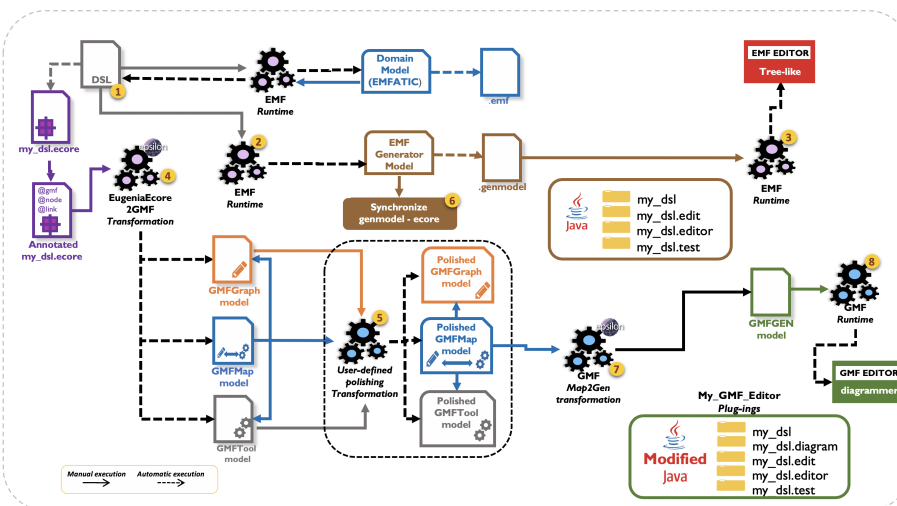 DSL
1
EMF
Runtime
Domain
Model
(EMFATIC)
.emf
EMF EDITOR
Tree-like
my_dsl.ecore
@gmf
@node
@link
Annotated
my_dsl.ecore
epsilon
4
EugeniaEcore
2GMF
Transformation
2
EMF
Runtime
EMF
Generator
Model
.genmodel
6
Synchronize
genmodel - ecore
3
EMF
Runtime
Java
my_dsl
my_dsl.edit
my_dsl.editor
my_dsl.test
GMFGraph
model
GMFMap
model
GMFTool
model
5
User-defined
polishing
Transformation
Polished
GMFGraph
model
Polished
GMFMap
model
Polished
GMFTool
model
epsilon
7
GMF
Map2Gen
transformation
GMFGEN
model
8
GMF
Runtime
GMF EDITOR
diagrammer
My_GMF_Editor
Plug-ings
Modified
Java
my_dsl
my_dsl.diagram
my_dsl.edit
my_dsl.editor
my_dsl.test
Manual execution
Automatic execution